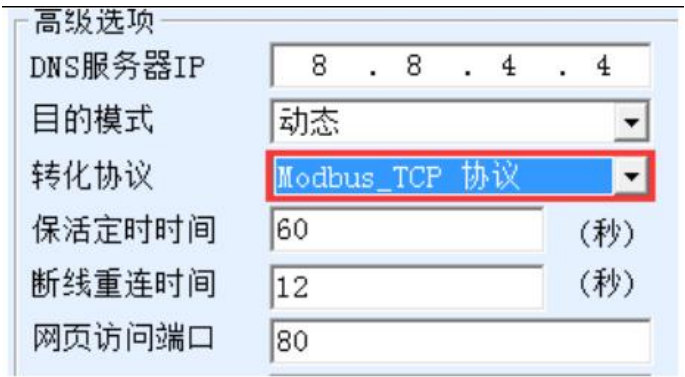 高级选项
DNS服务器IP 8 . 8 . 4 . 4
目的模式 动态
转化协议 Modbus_TCP 协议
保活定时时间 60 (秒)
断线重连时间 12 (秒)
网页访问端口 80